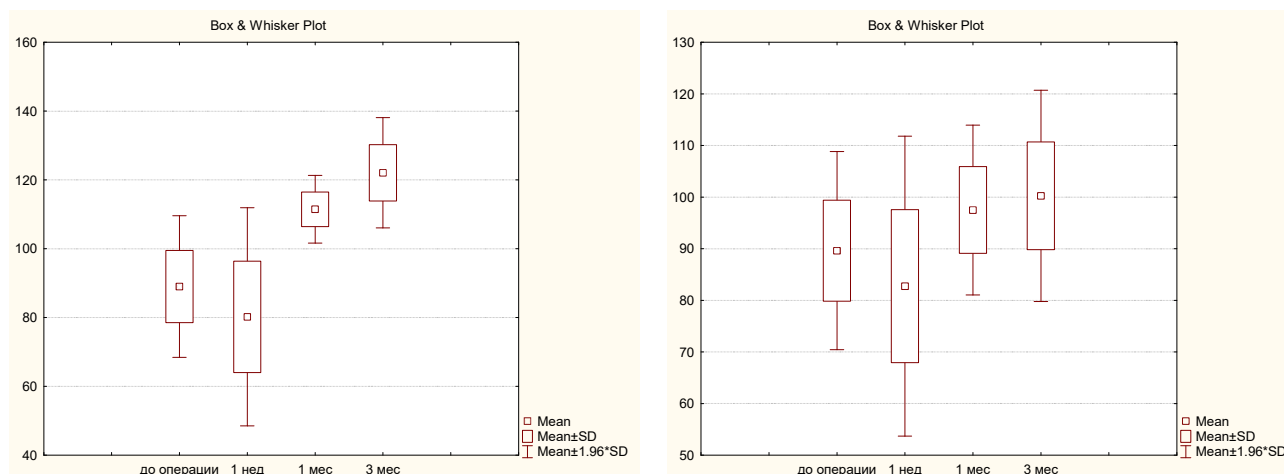 Box & Whisker Plot
160
140
120
100
80
60
40
до операции 1 нед 1 мес 3 мес
Mean
Mean±SD
Mean±1.96*SD
Box & Whisker Plot
130
120
110
100
90
80
70
60
50
до операции 1 нед 1 мес 3 мес
Mean
Mean±SD
Mean±1.96*SD